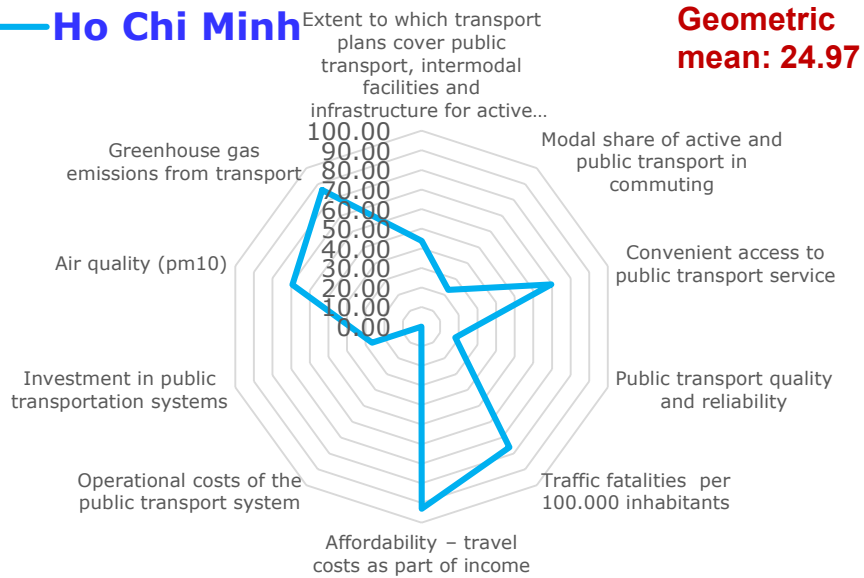 Ho Chi Minh
Geometric
mean: 24.97
Extent to which transport
plans cover public
transport, intermodal
facilities and
infrastructure for active…
Modal share of active and
public transport in
commuting
Convenient access to
public transport service
Public transport quality
and reliability
Traffic fatalities per
100.000 inhabitants
Affordability – travel
costs as part of income
Operational costs of the
public transport system
Investment in public
transportation systems
Air quality (pm10)
Greenhouse gas
emissions from transport
100.00
90.00
80.00
70.00
60.00
50.00
40.00
30.00
20.00
10.00
0.00